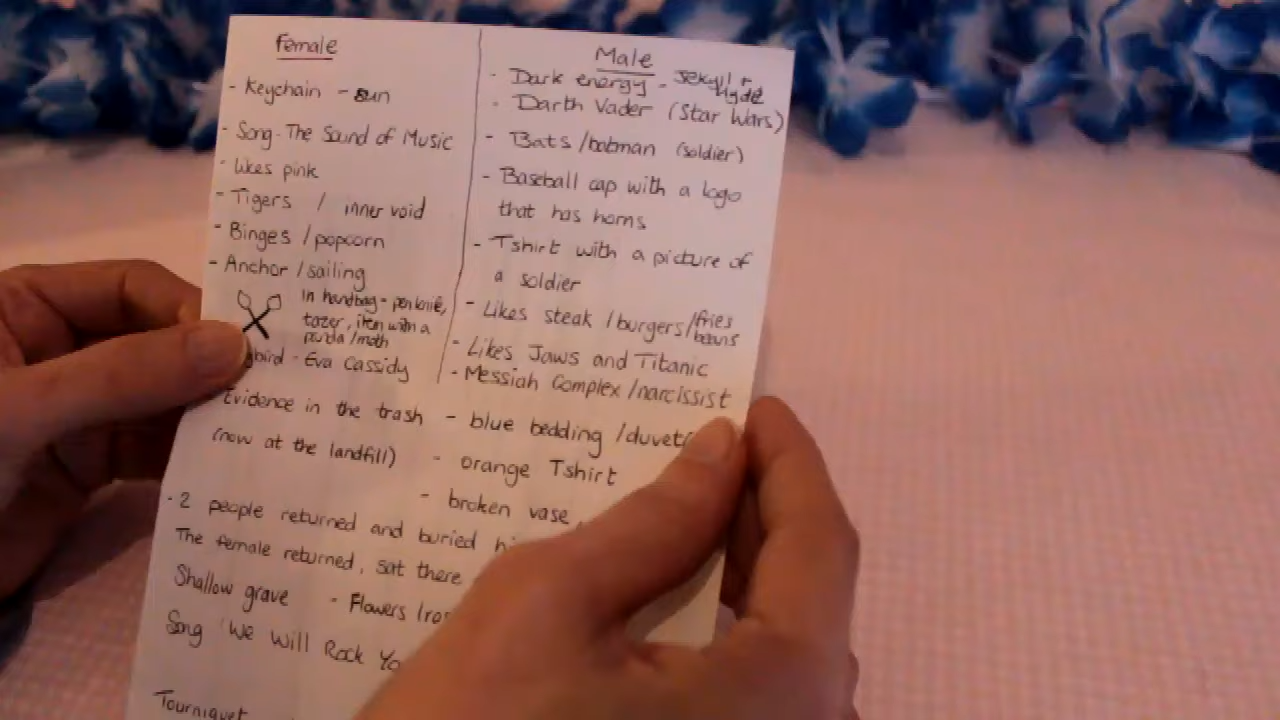 Female
- Keychain - sun
- Song - The Sound of Music
- Likes pink
- Tigers / inner void
- Binges / popcorn
- Anchor / sailing
In handbag - penknife,
tazer, item with a
panda / moth
Eva Cassidy
Male
- Dark energy - Jekyll +
Hyde
- Darth Vader (Star Wars)
- Bats / batman (soldier)
- Baseball cap with a logo
that has horns
- Tshirt with a picture of
a soldier
- Likes steak / burgers / fries
beans
- Likes Jaws and Titanic
- Messiah Complex / narcissist
Evidence in the trash - blue bedding / duvet
(now at the landfill) - orange Tshirt
- broken vase
- 2 people returned and buried
The female returned, sat there
Shallow grave - Flowers
Song 'We Will Rock
Tourniquet